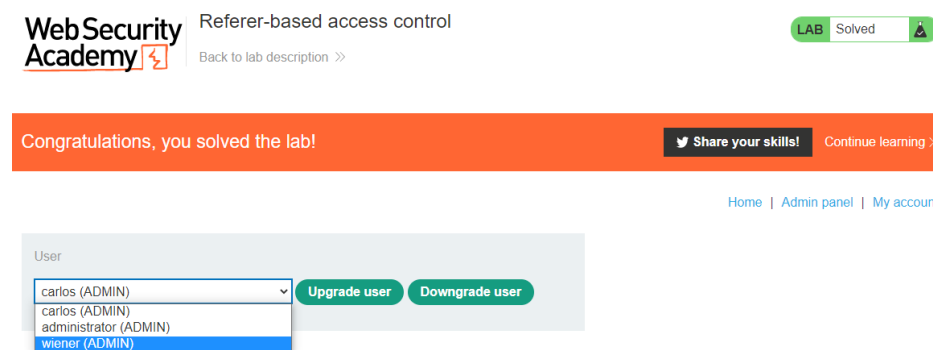 Web Security
Academy
Referer-based access control
Back to lab description >>
LAB Solved
Congratulations, you solved the lab!
Share your skills!
Continue learning >
Home | Admin panel | My accoun
User
carlos (ADMIN)
Upgrade user
Downgrade user
carlos (ADMIN)
administrator (ADMIN)
wiener (ADMIN)